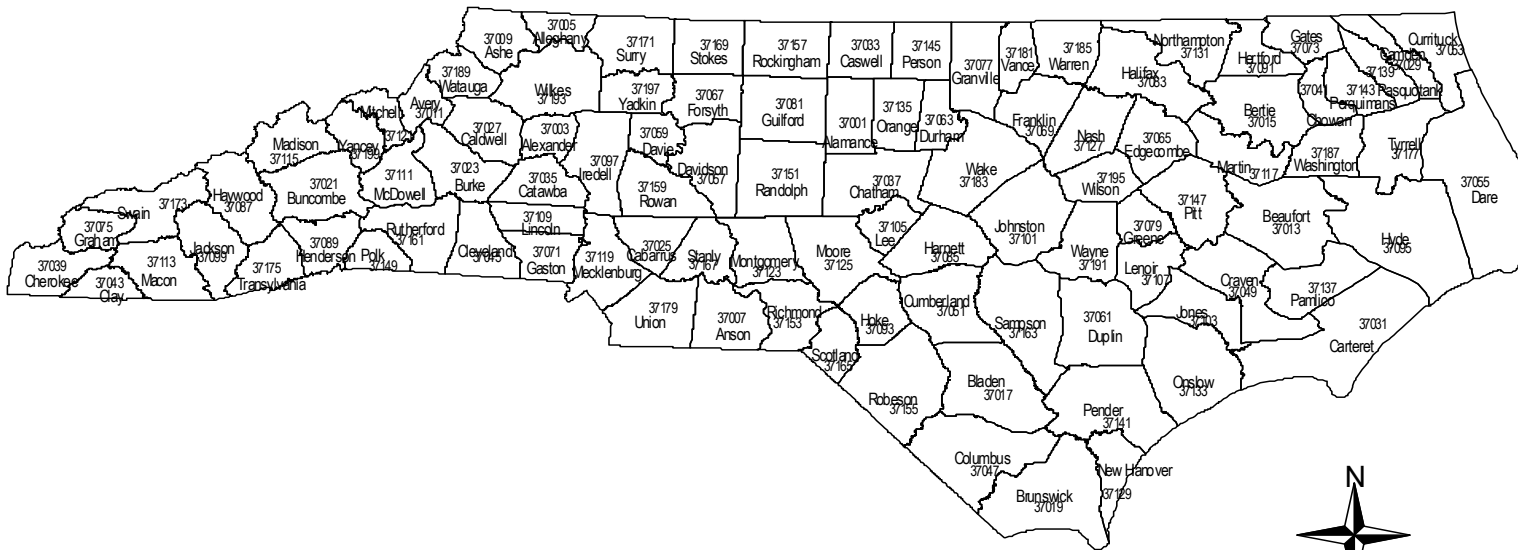 37009
Ashe
37005
Alleghany
37171
Surry
37169
Stokes
37157
Rockingham
37033
Caswell
37145
Person
37077
Granville
37181
Vance
37185
Warren
Northampton
37131
Halifax
37083
Hertford
37091
Gates
37073
Camden
37029
Currituck
37053
37139
Pasquotank
37143
Perquimans
37041
Chowan
37189
Watauga
Wilkes
37193
37197
Yadkin
37067
Forsyth
37081
Guilford
37001
Alamance
37135
Orange
37063
Durham
Franklin
37069
Nash
37127
37065
Edgecombe
Bertie
37015
Martin
37117
37187
Washington
Tyrrell
37177
37055
Dare
Mitchell
37121
Avery
37011
37027
Caldwell
37003
Alexander
37097
Iredell
37059
Davie
Davidson
37057
37151
Randolph
37037
Chatham
Wake
37183
37195
Wilson
37147
Pitt
Beaufort
37013
Hyde
37095
Madison
37115
Yancey
37199
37111
McDowell
37023
Burke
37035
Catawba
37159
Rowan
37105
Lee
Harnett
37085
Johnston
37101
Wayne
37191
37079
Greene
Lenoir
37107
Craven
37049
37137
Pamlico
37031
Carteret
Swain
37173
Haywood
37087
37021
Buncombe
Rutherford
37161
37109
Lincoln
Cleveland
37045
37071
Gaston
37119
Mecklenburg
37025
Cabarrus
Stanly
37167
Montgomery
37123
Moore
37125
37075
Graham
Jackson
37099
37089
Henderson
Polk
37149
37039
Cherokee
37043
Clay
37113
Macon
37175
Transylvania
37179
Union
37007
Anson
Richmond
37153
Hoke
37093
Cumberland
37051
Sampson
37163
37061
Duplin
Jones
37103
Onslow
37133
Scotland
37165
Robeson
37155
Bladen
37017
Pender
37141
Columbus
37047
Brunswick
37019
New Hanover
37129
N